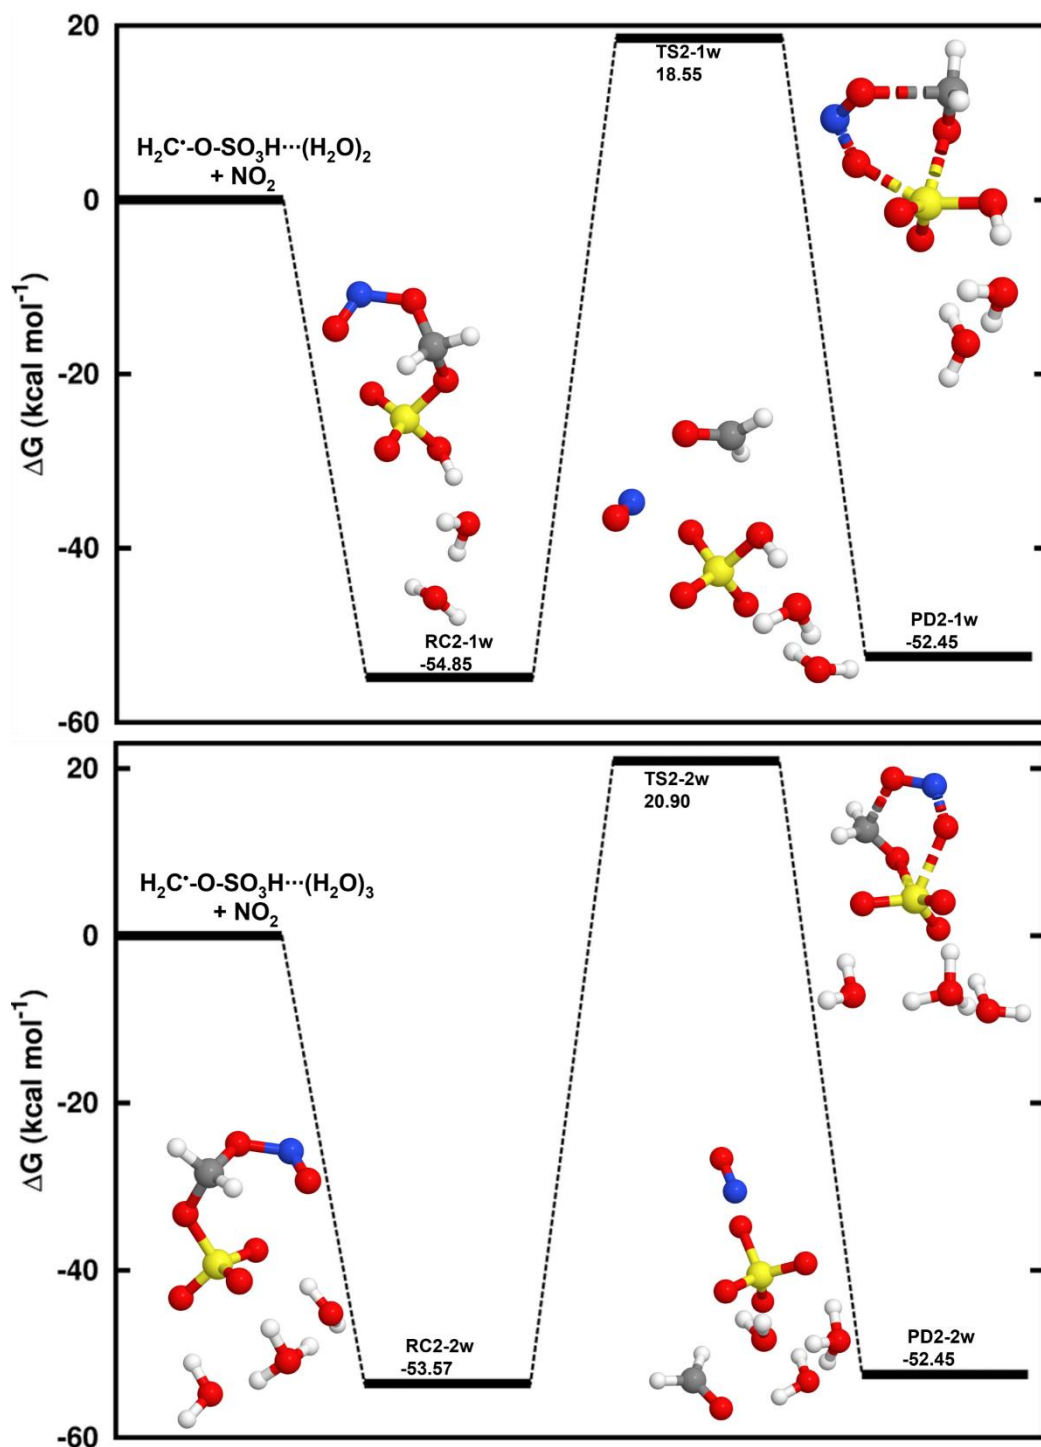 20
0
-20
-40
-60
ΔG (kcal mol⁻¹)
H₂C•-O-SO₃H···(H₂O)₂
+ NO₂
TS2-1w
18.55
RC2-1w
-54.85
PD2-1w
-52.45
20
0
-20
-40
-60
ΔG (kcal mol⁻¹)
H₂C•-O-SO₃H···(H₂O)₃
+ NO₂
TS2-2w
20.90
RC2-2w
-53.57
PD2-2w
-52.45